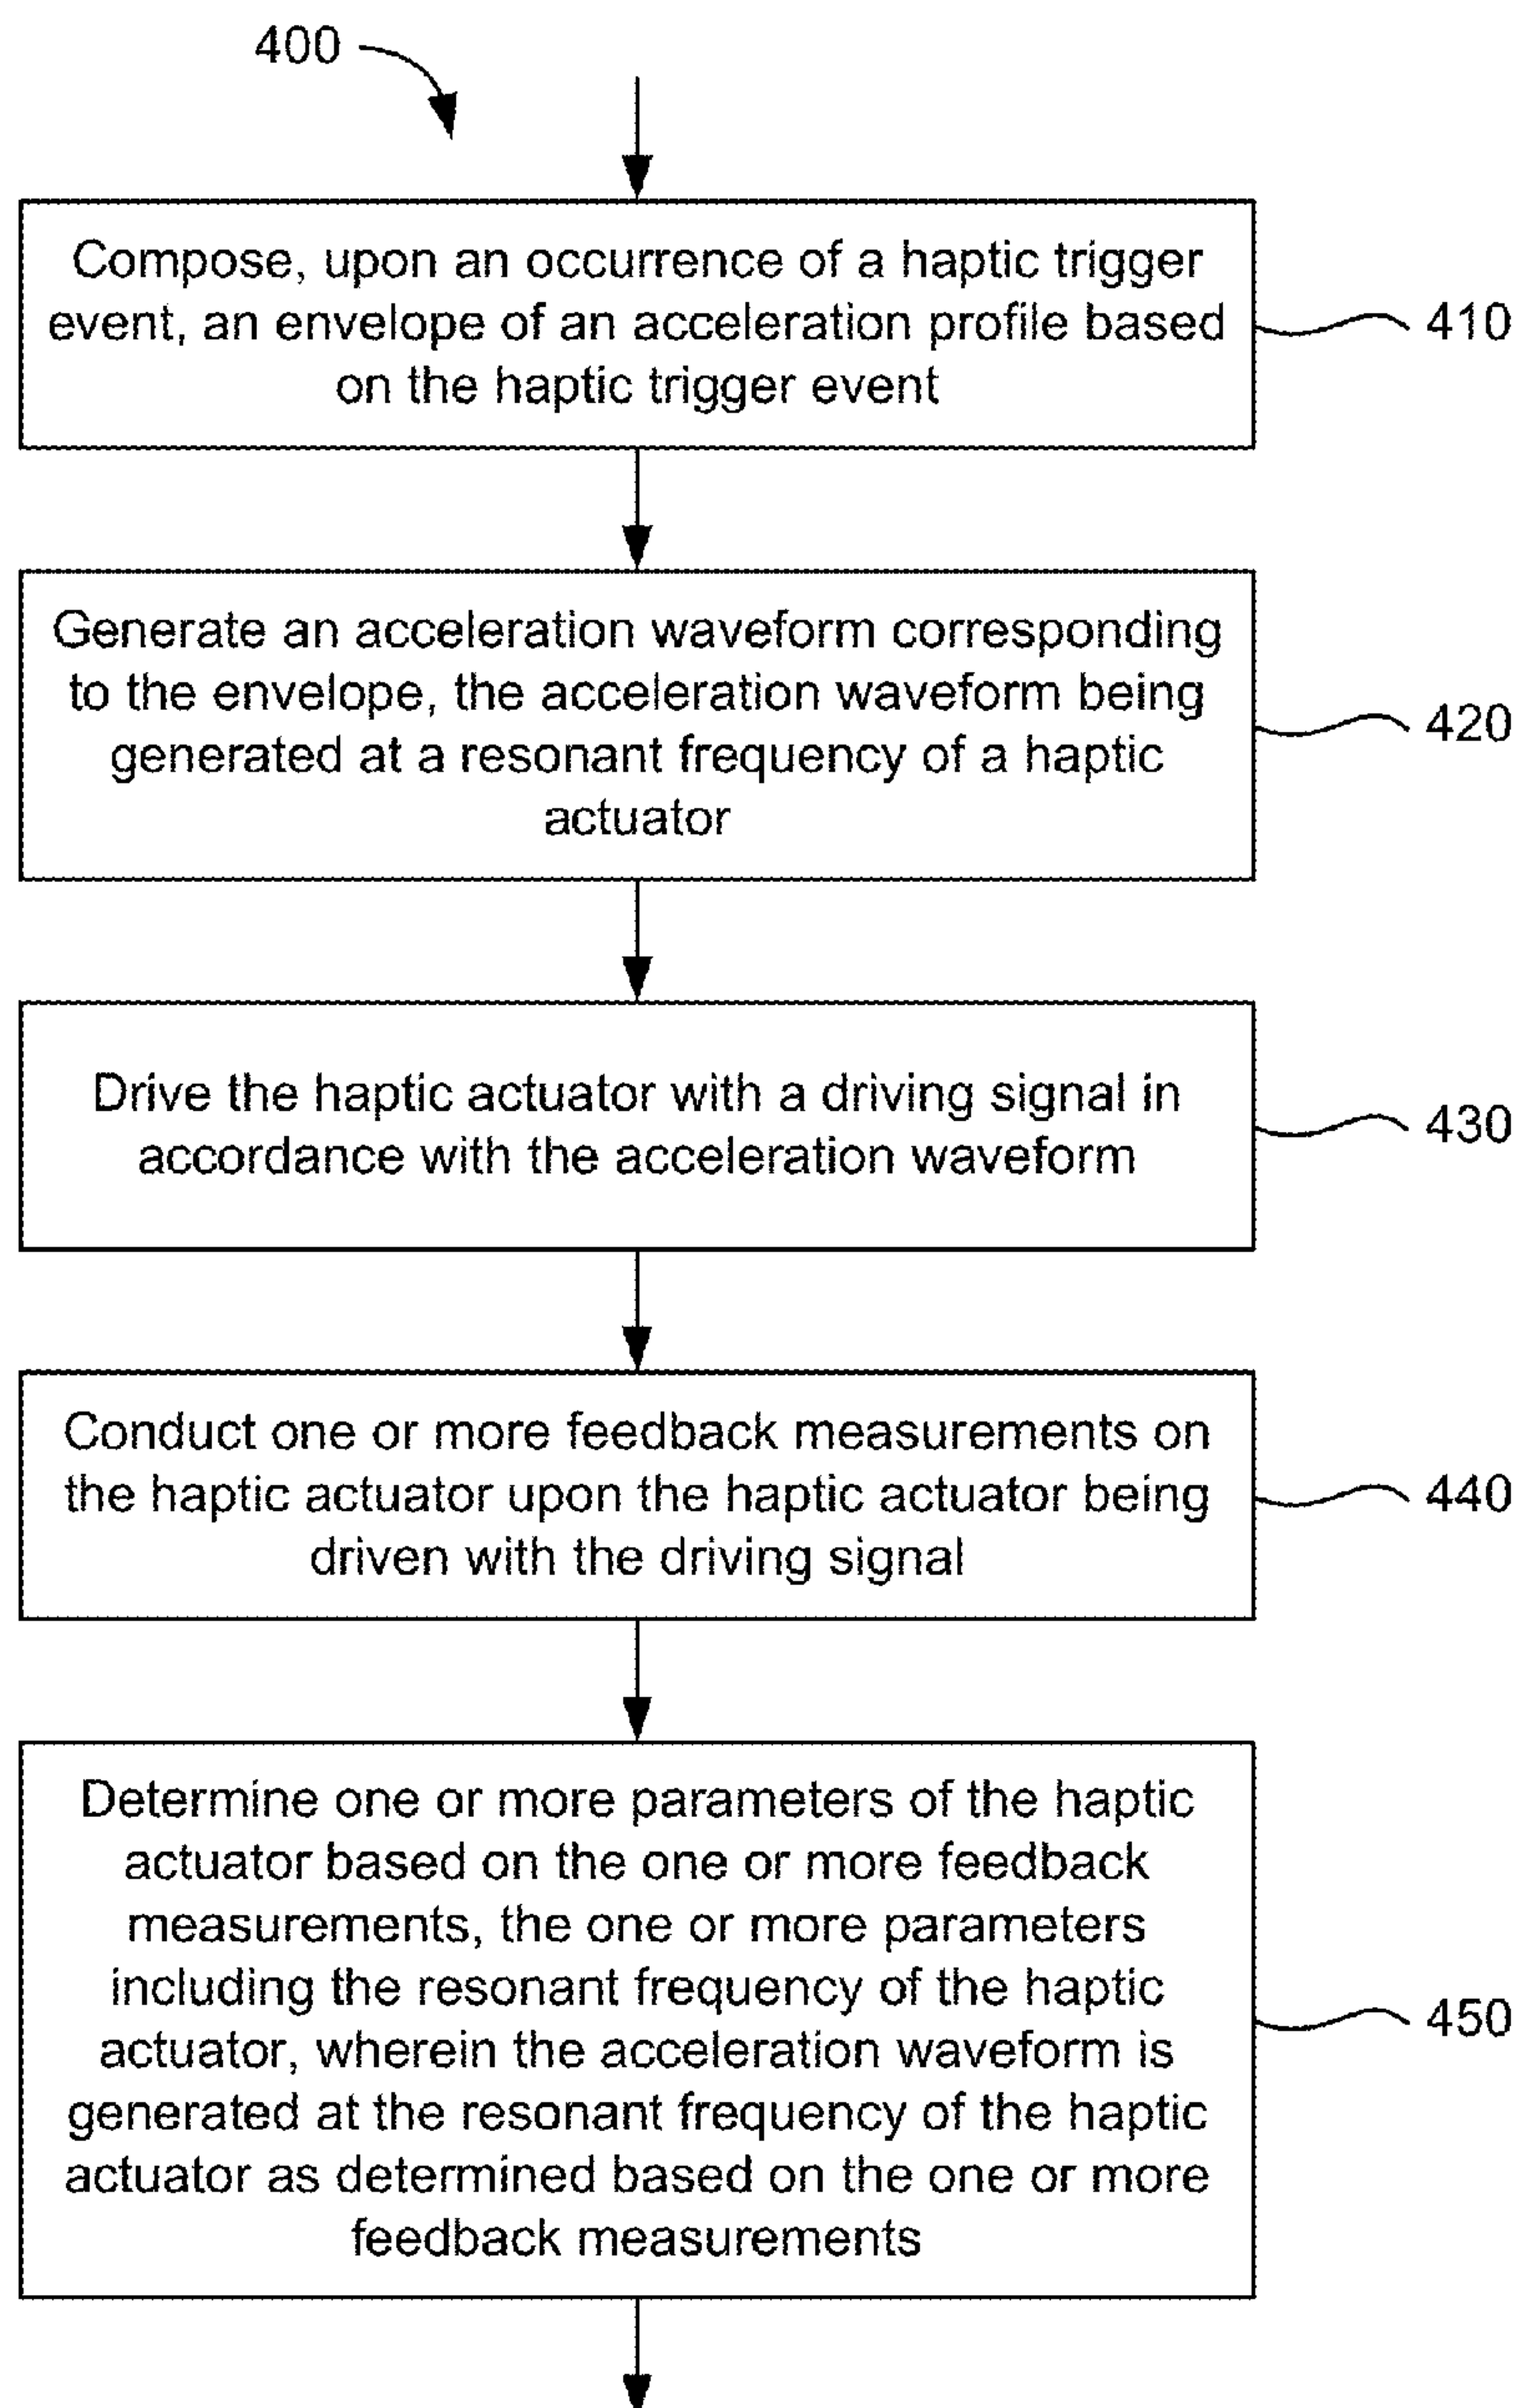 400
Compose, upon an occurrence of a haptic trigger
event, an envelope of an acceleration profile based
on the haptic trigger event
410
Generate an acceleration waveform corresponding
to the envelope, the acceleration waveform being
generated at a resonant frequency of a haptic
actuator
420
Drive the haptic actuator with a driving signal in
accordance with the acceleration waveform
430
Conduct one or more feedback measurements on
the haptic actuator upon the haptic actuator being
driven with the driving signal
440
Determine one or more parameters of the haptic
actuator based on the one or more feedback
measurements, the one or more parameters
including the resonant frequency of the haptic
actuator, wherein the acceleration waveform is
generated at the resonant frequency of the haptic
actuator as determined based on the one or more
feedback measurements
450